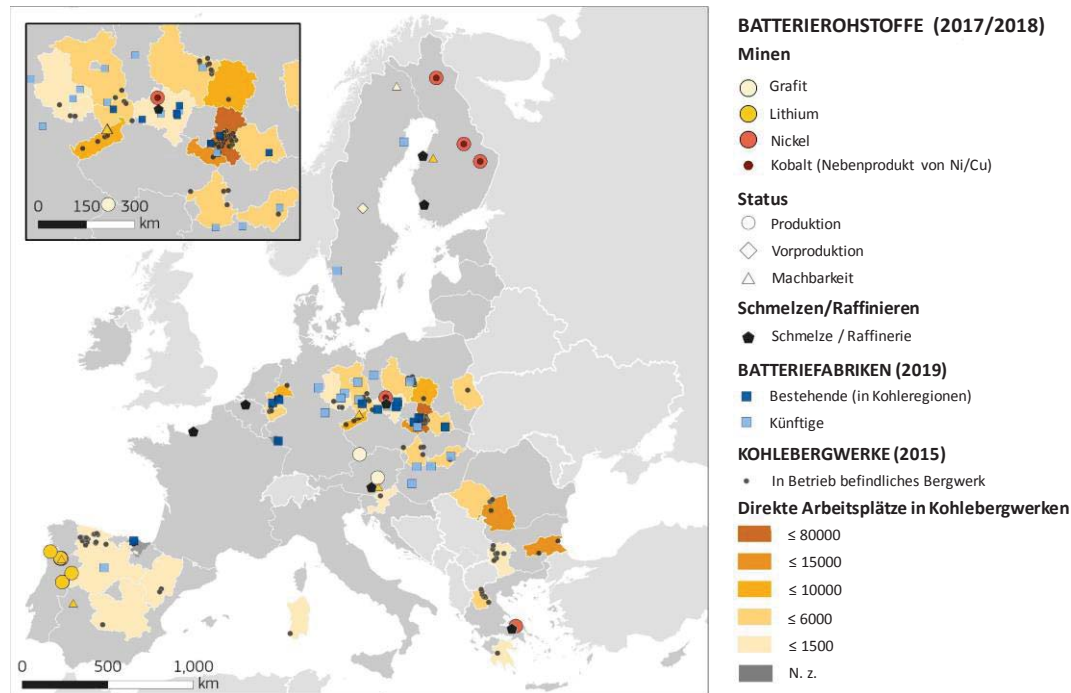 0 150 300
km
0 500 1,000
km
BATTERIEROHSTOFFE (2017/2018)
Minen
Grafit
Lithium
Nickel
Kobalt (Nebenprodukt von Ni/Cu)
Status
Produktion
Vorproduktion
Machbarkeit
Schmelzen/Raffinieren
Schmelze / Raffinerie
BATTERIEFABRIKEN (2019)
Bestehende (in Kohleregionen)
Künftige
KOHLEBERGWERKE (2015)
In Betrieb befindliches Bergwerk
Direkte Arbeitsplätze in Kohlebergwerken
≤ 80000
≤ 15000
≤ 10000
≤ 6000
≤ 1500
N. z.